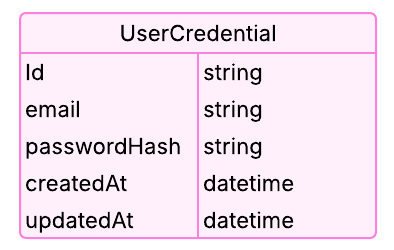 UserCredential
Id string
email string
passwordHash string
createdAt datetime
updatedAt datetime